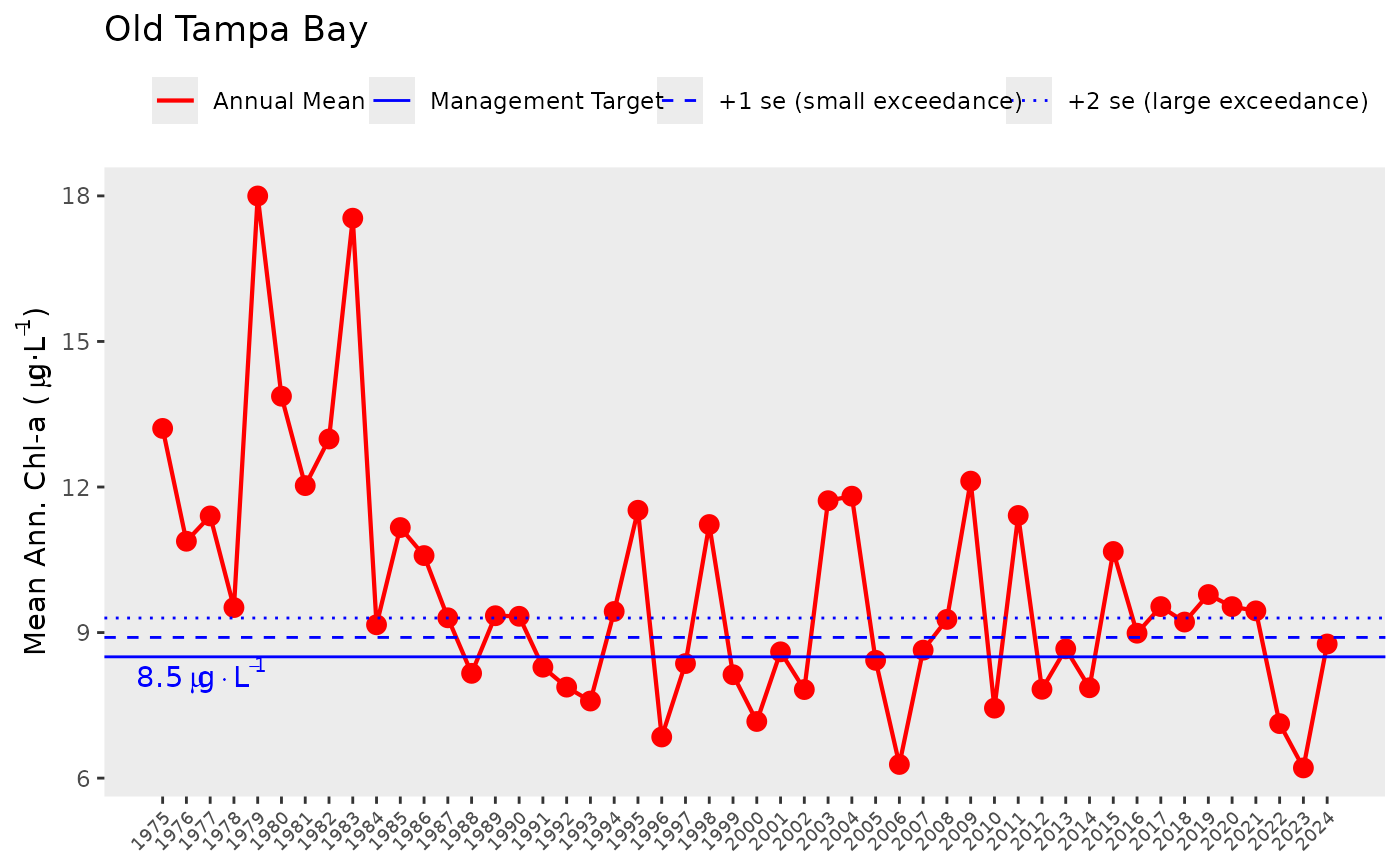 Old Tampa Bay
Annual Mean Management Target +1 se (small exceedance) +2 se (large exceedance)
Mean Ann. Chl-a (μg·L⁻¹)
18
15
12
9
6
8.5 μg · L⁻¹
1975 1976 1977 1978 1979 1980 1981 1982 1983 1984 1985 1986 1987 1988 1989 1990 1991 1992 1993 1994 1995 1996 1997 1998 1999 2000 2001 2002 2003 2004 2005 2006 2007 2008 2009 2010 2011 2012 2013 2014 2015 2016 2017 2018 2019 2020 2021 2022 2023 2024